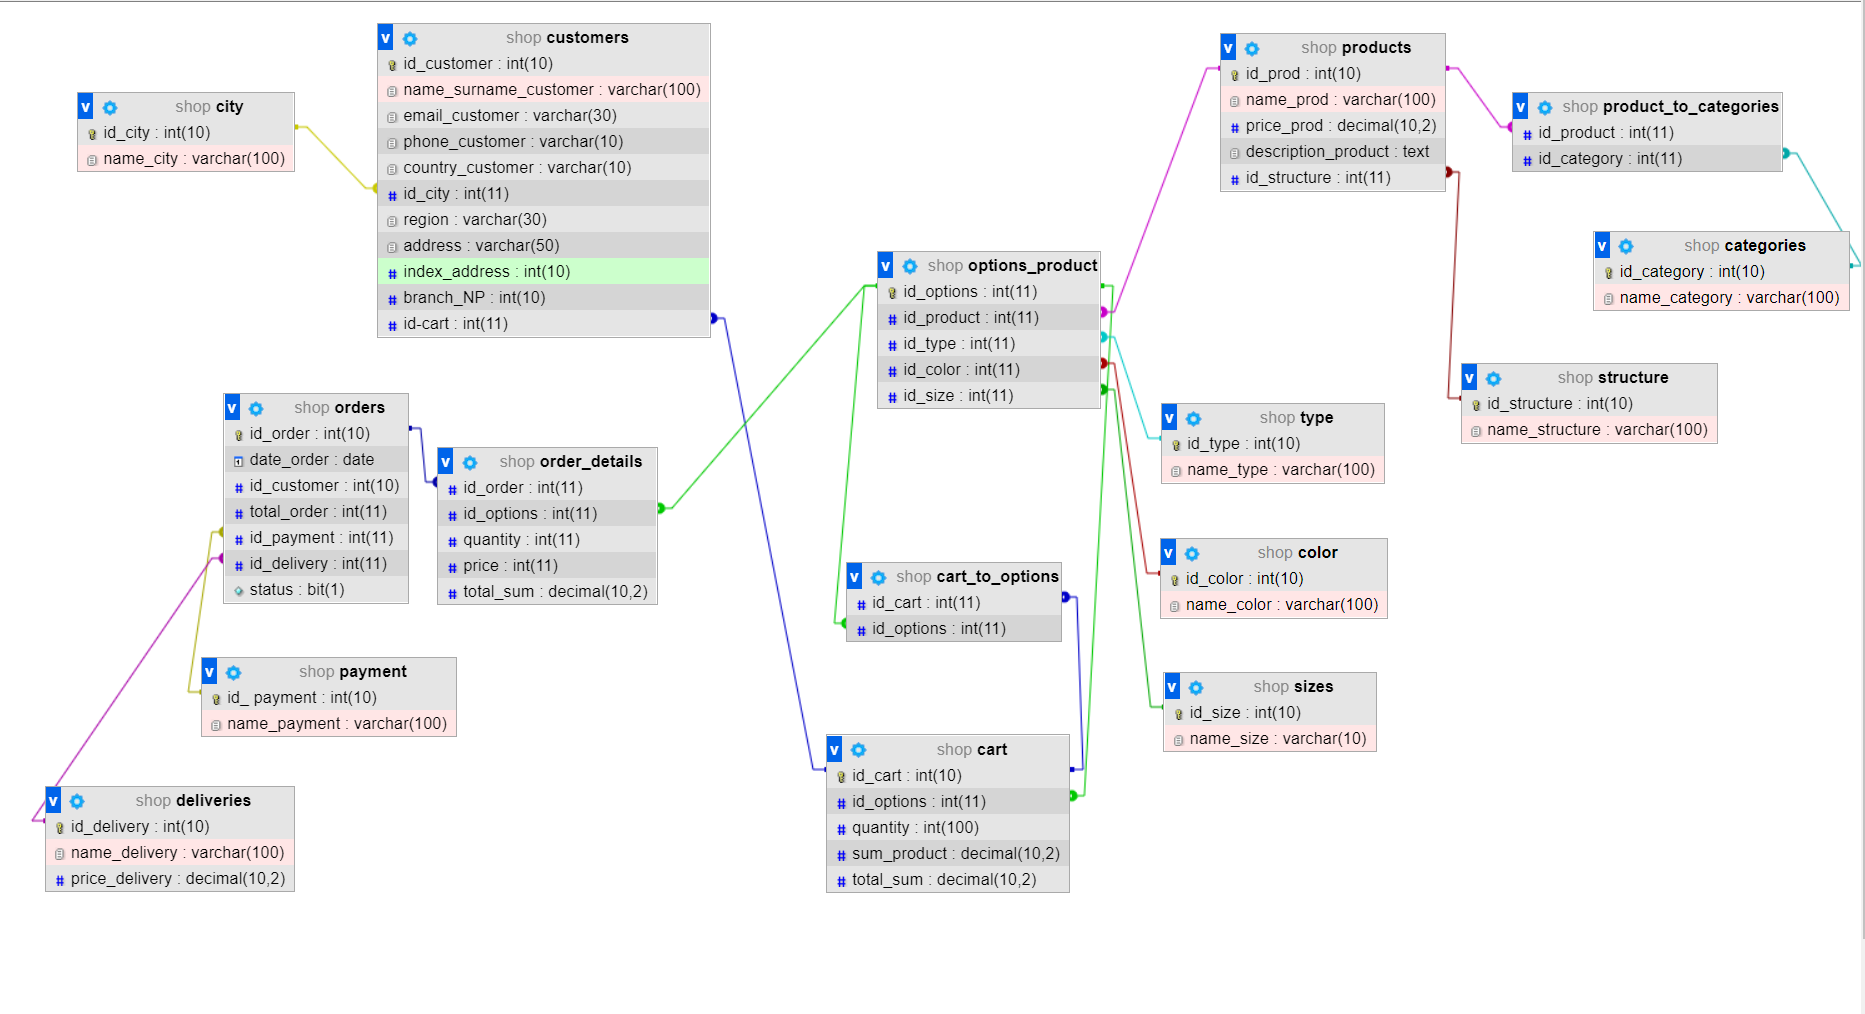 v shop city
id_city : int(10)
name_city : varchar(100)
v shop customers
id_customer : int(10)
name_surname_customer : varchar(100)
email_customer : varchar(30)
phone_customer : varchar(10)
country_customer : varchar(10)
# id_city : int(11)
region : varchar(30)
address : varchar(50)
# index_address : int(10)
# branch_NP : int(10)
# id-cart : int(11)
v shop products
id_prod : int(10)
name_prod : varchar(100)
# price_prod : decimal(10,2)
description_product : text
# id_structure : int(11)
v shop product_to_categories
# id_product : int(11)
# id_category : int(11)
v shop categories
id_category : int(10)
name_category : varchar(100)
v shop options_product
id_options : int(11)
# id_product : int(11)
# id_type : int(11)
# id_color : int(11)
# id_size : int(11)
v shop structure
id_structure : int(10)
name_structure : varchar(100)
v shop orders
id_order : int(10)
date_order : date
# id_customer : int(10)
# total_order : int(11)
# id_payment : int(11)
# id_delivery : int(11)
status : bit(1)
v shop order_details
# id_order : int(11)
# id_options : int(11)
# quantity : int(11)
# price : int(11)
# total_sum : decimal(10,2)
v shop type
id_type : int(10)
name_type : varchar(100)
v shop color
id_color : int(10)
name_color : varchar(100)
v shop cart_to_options
# id_cart : int(11)
# id_options : int(11)
v shop payment
id_ payment : int(10)
name_payment : varchar(100)
v shop sizes
id_size : int(10)
name_size : varchar(10)
v shop cart
id_cart : int(10)
# id_options : int(11)
# quantity : int(100)
# sum_product : decimal(10,2)
# total_sum : decimal(10,2)
v shop deliveries
id_delivery : int(10)
name_delivery : varchar(100)
# price_delivery : decimal(10,2)